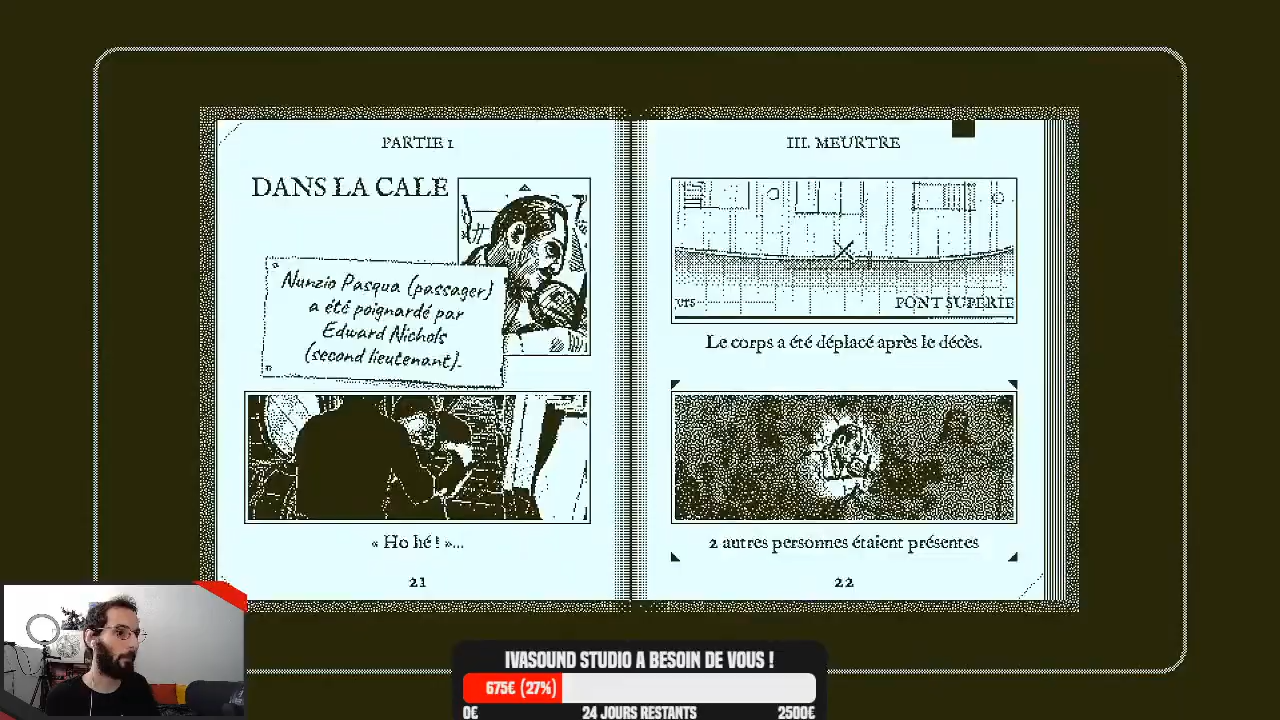 PARTIE 1
DANS LA CALE
Nunzio Pasqua (passager)
a été poignardé par
Edward Nichols
(second lieutenant).
« Ho hé ! »...
21
III. MEURTRE
PONT SUPERIE
Le corps a été déplacé après le décès.
2 autres personnes étaient présentes
22
IVASOUND STUDIO A BESOIN DE VOUS !
675€ (27%)
0€ 24 JOURS RESTANTS 2500€